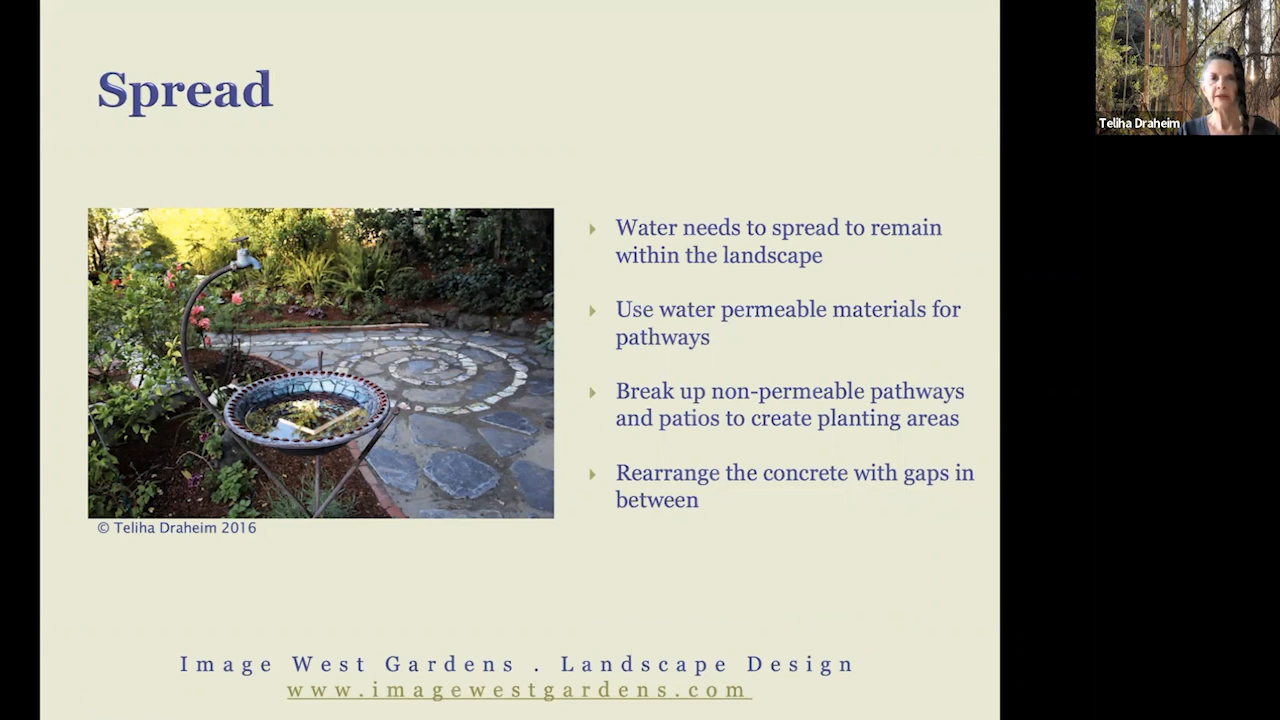 Spread
Teliha Draheim
Water needs to spread to remain
within the landscape
Use water permeable materials for
pathways
Break up non-permeable pathways
and patios to create planting areas
Rearrange the concrete with gaps in
between
© Teliha Draheim 2016
Image West Gardens . Landscape Design
www.imagewestgardens.com